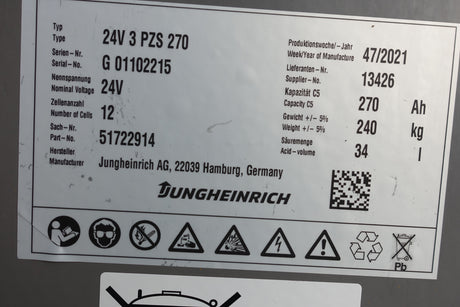 Typ
Type 24V 3 PZS 270
Produktionswoche/-Jahr
Week/Year of Manufacture 47/2021
Serien-Nr.
Serial-No. G 01102215
Lieferanten-Nr.
Supplier-No. 13426
Nennspannung
Nominal Voltage 24V
Kapazität C5
Capacity C5 270 Ah
Zellenanzahl
Number of Cells 12
Gewicht +/- 5%
Weight +/- 5% 240 kg
Sach-Nr.
Part-No. 51722914
Säuremenge
Acid-volume 34 l
Hersteller
Manufacturer Jungheinrich AG, 22039 Hamburg, Germany
JUNGHEINRICH
Pb